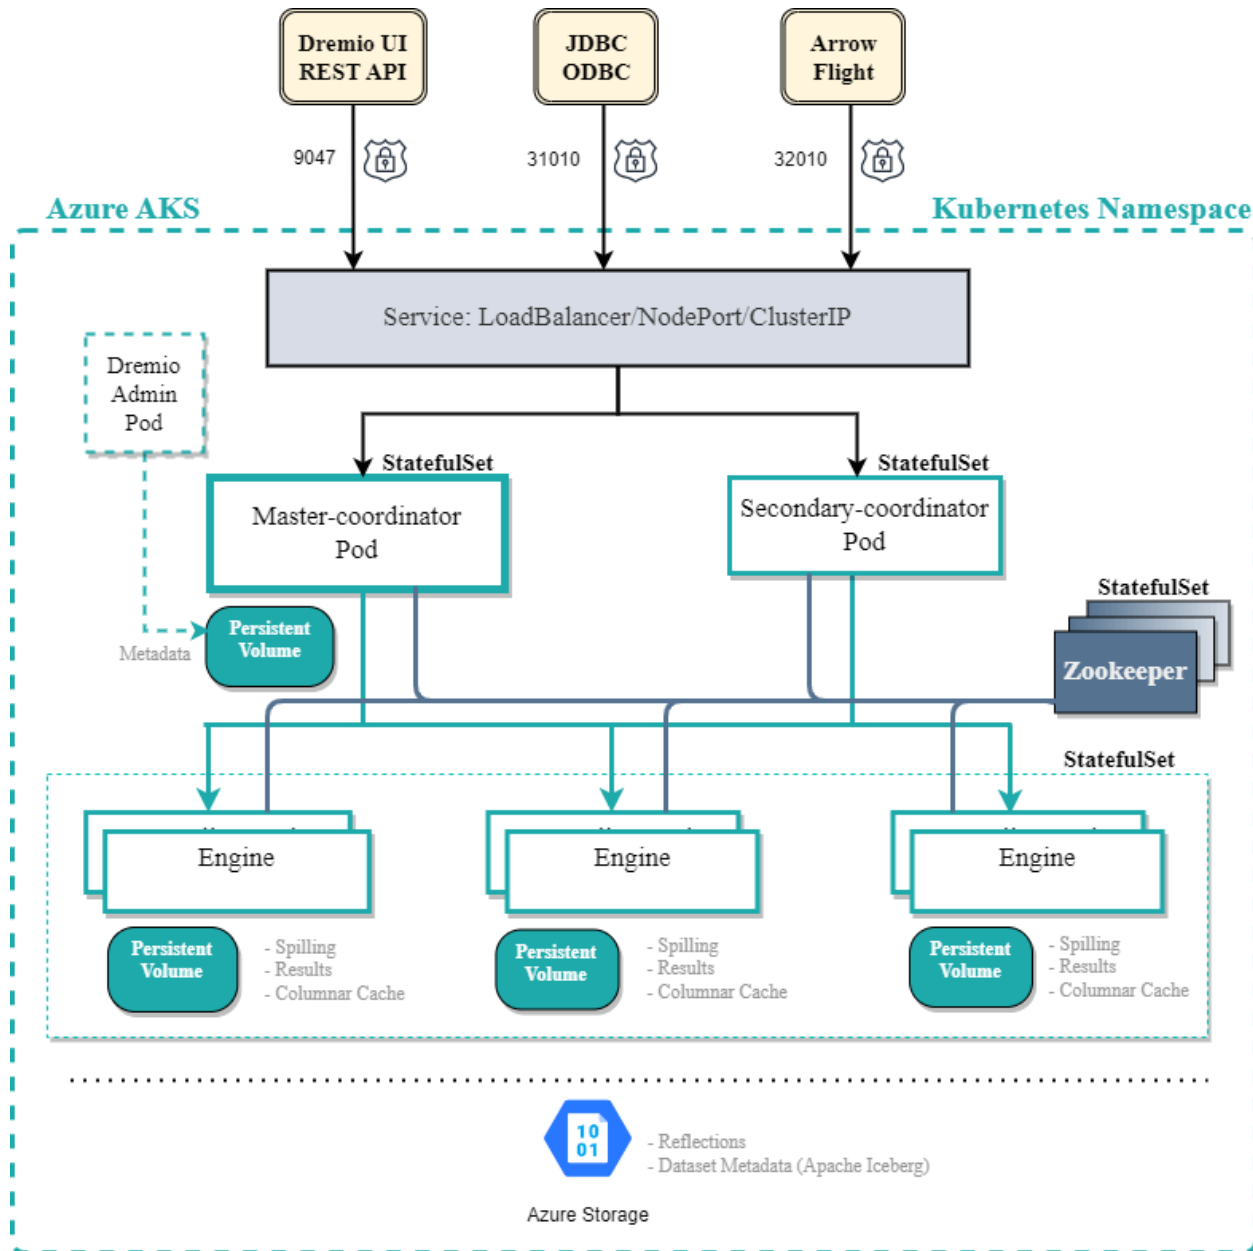 Dremio UI
REST API
JDBC
ODBC
Arrow
Flight
9047
31010
32010
Azure AKS
Kubernetes Namespace
Service: LoadBalancer/NodePort/ClusterIP
Dremio
Admin
Pod
StatefulSet
StatefulSet
Master-coordinator
Pod
Secondary-coordinator
Pod
StatefulSet
Persistent
Volume
Metadata
Zookeeper
StatefulSet
Engine
Engine
Engine
Persistent
Volume
- Spilling
- Results
- Columnar Cache
Persistent
Volume
- Spilling
- Results
- Columnar Cache
Persistent
Volume
- Spilling
- Results
- Columnar Cache
10
01
- Reflections
- Dataset Metadata (Apache Iceberg)
Azure Storage